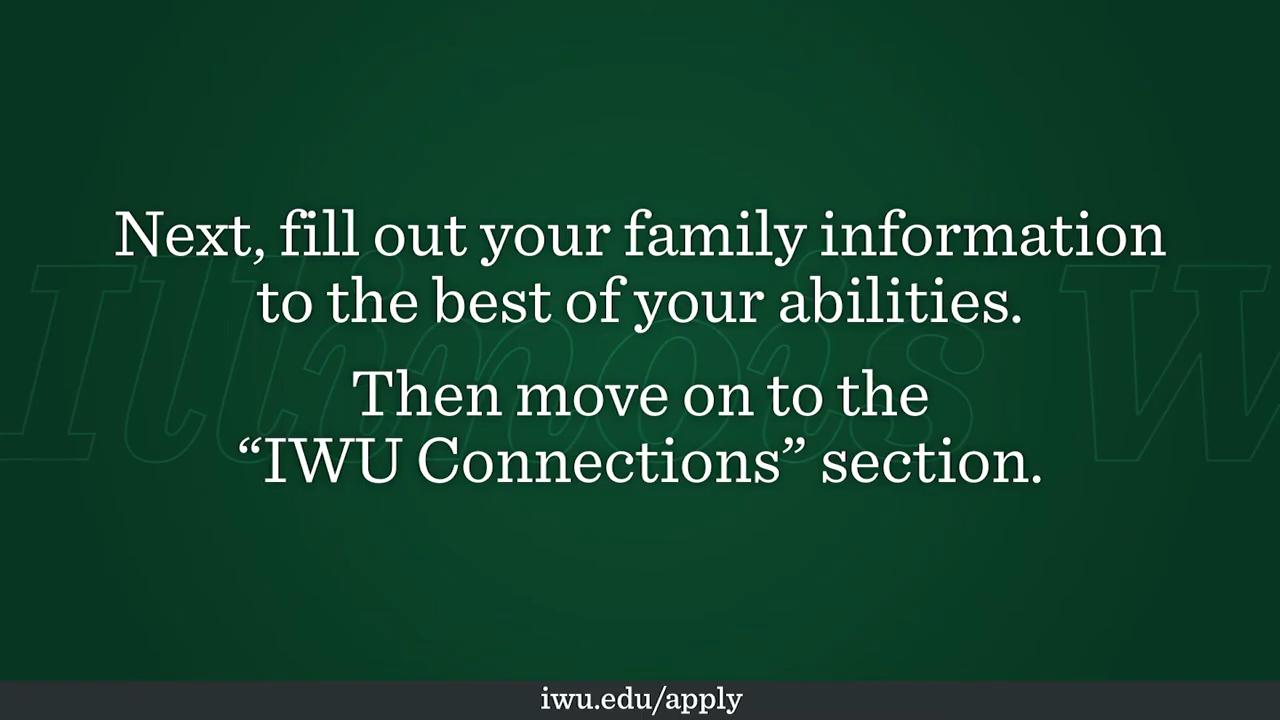 Next, fill out your family information
to the best of your abilities.
Then move on to the
“IWU Connections” section.
Illinois W
iwu.edu/apply